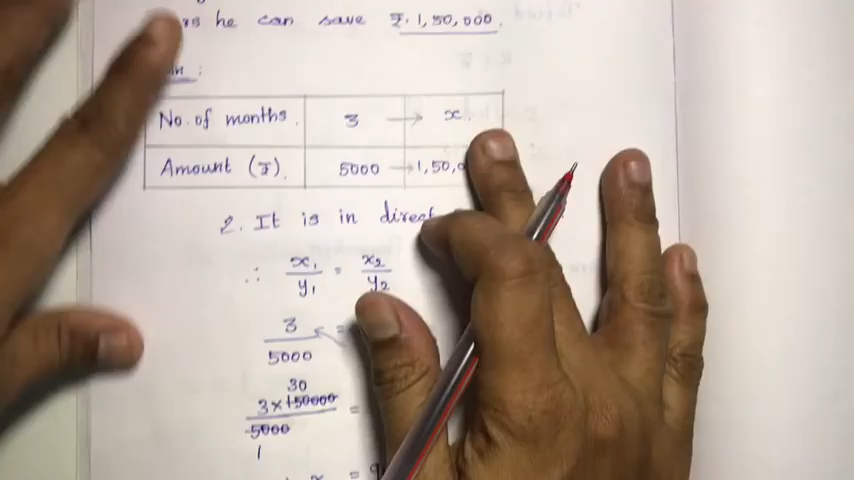 he can save ₹. 1,50,000.
No. of months. 3 → x.
Amount (₹). 5000 → 1,50,
2. It is in direct
∴ x₁/y₁ = x₂/y₂
3/5000 =
30
3×150000/5000 =
1
x =